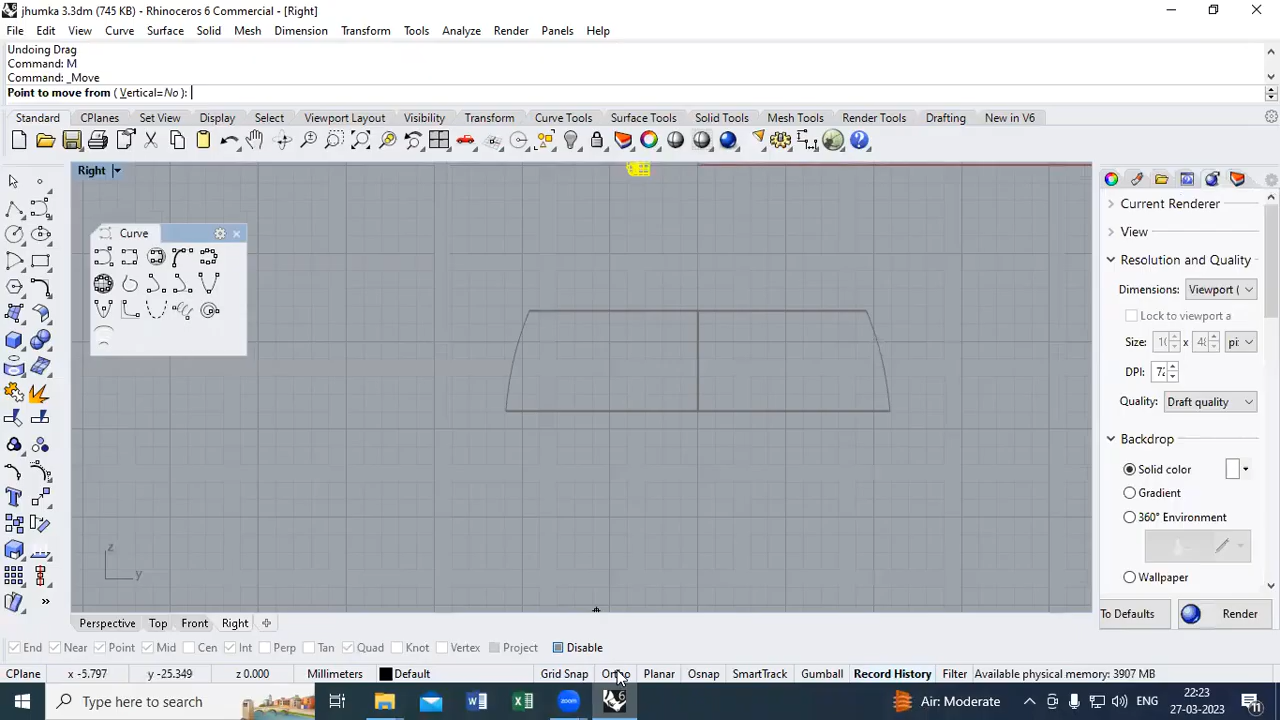 jhumka 3.3dm (745 KB) - Rhinoceros 6 Commercial - [Right]
File Edit View Curve Surface Solid Mesh Dimension Transform Tools Analyze Render Panels Help
Undoing Drag
Command: M
Command: _Move
Point to move from ( Vertical=No ):
Standard CPlanes Set View Display Select Viewport Layout Visibility Transform Curve Tools Surface Tools Solid Tools Mesh Tools Render Tools Drafting New in V6
Right
Curve
Current Renderer
View
Resolution and Quality
Dimensions: Viewport (
Lock to viewport a
Size: x pi
DPI: 72
Quality: Draft quality
Backdrop
Solid color
Gradient
360° Environment
Wallpaper
z
y
To Defaults Render
Perspective Top Front Right
End Near Point Mid Cen Int Perp Tan Quad Knot Vertex Project Disable
CPlane x -5.797 y -25.349 z 0.000 Millimeters Default Grid Snap Ortho Planar Osnap SmartTrack Gumball Record History Filter Available physical memory: 3907 MB
Type here to search Air: Moderate ENG 22:23
27-03-2023